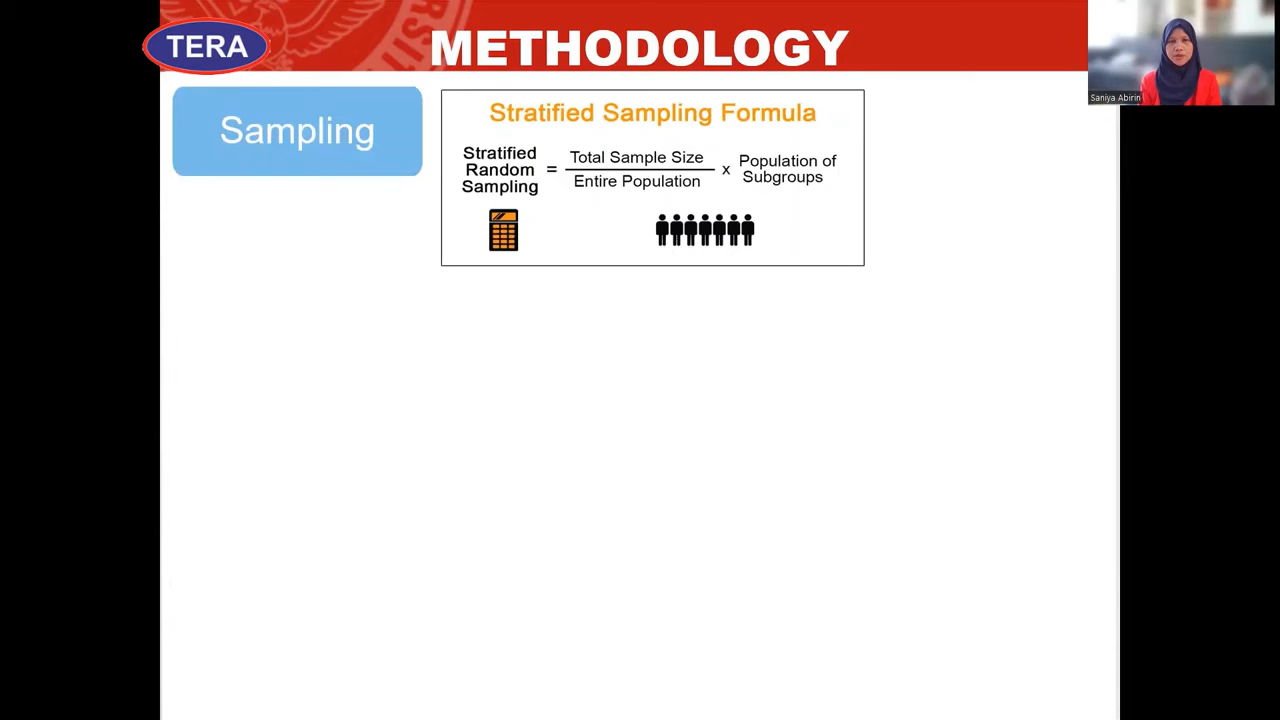 TERA
METHODOLOGY
Saniya Abirin
Sampling
Stratified Sampling Formula
Stratified
Random
Sampling
=
Total Sample Size
Entire Population
x
Population of
Subgroups